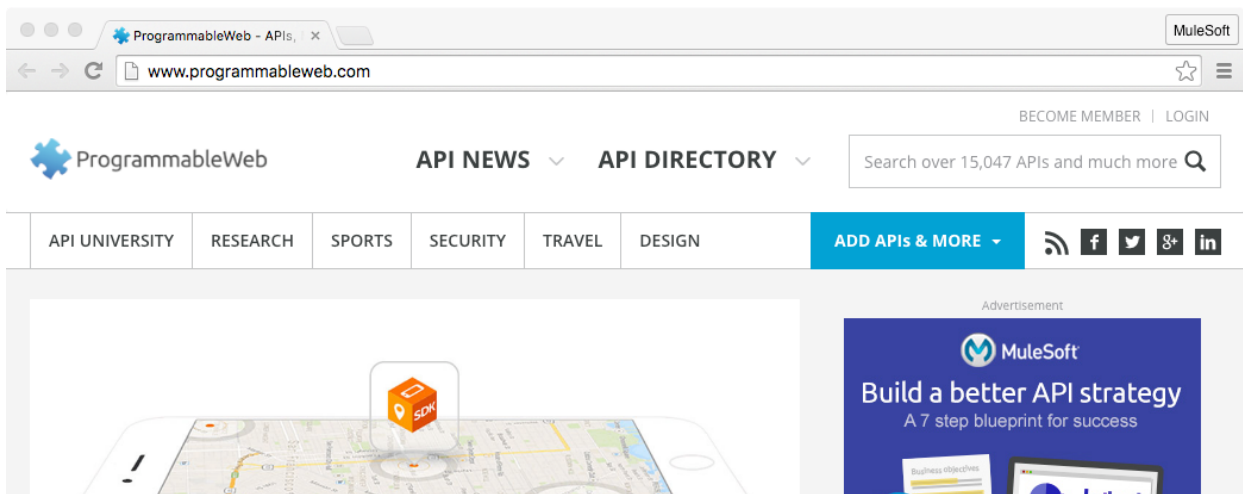 ProgrammableWeb - APIs,
MuleSoft
www.programmableweb.com
BECOME MEMBER | LOGIN
ProgrammableWeb
API NEWS
API DIRECTORY
Search over 15,047 APIs and much more
API UNIVERSITY
RESEARCH
SPORTS
SECURITY
TRAVEL
DESIGN
ADD APIs & MORE
f
g+
in
Advertisement
SDK
MuleSoft
Build a better API strategy
A 7 step blueprint for success
Business objectives